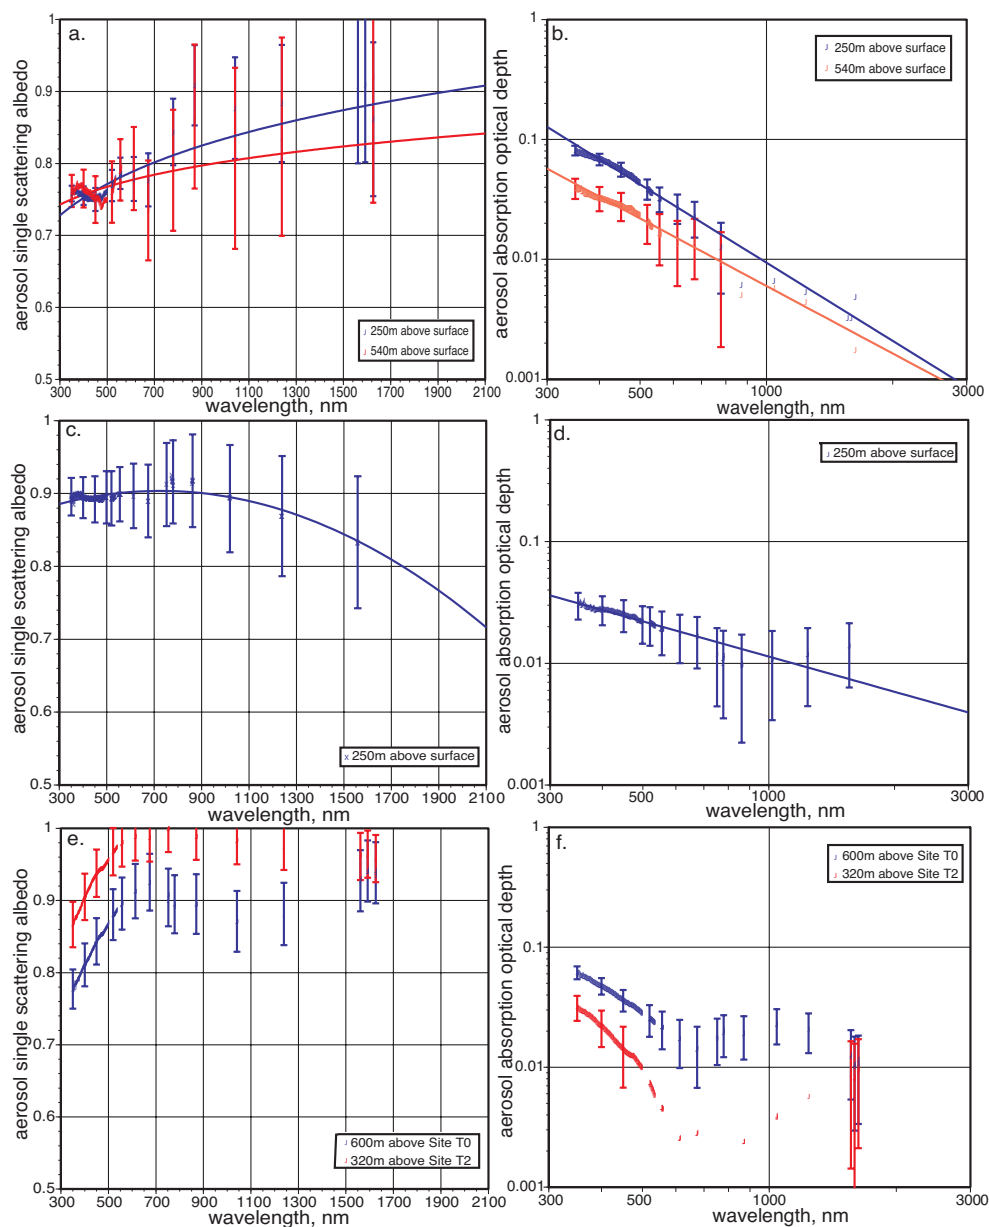 a.
aerosol single scattering albedo
1
0.9
0.8
0.7
0.6
0.5
300 500 700 900 1100 1300 1500 1700 1900 2100
wavelength, nm
250m above surface
540m above surface
b.
aerosol absorption optical depth
1
0.1
0.01
0.001
300 500 1000 3000
wavelength, nm
250m above surface
540m above surface
c.
aerosol single scattering albedo
1
0.9
0.8
0.7
0.6
0.5
300 500 700 900 1100 1300 1500 1700 1900 2100
wavelength, nm
250m above surface
d.
aerosol absorption optical depth
1
0.1
0.01
0.001
300 500 1000 3000
wavelength, nm
250m above surface
e.
aerosol single scattering albedo
1
0.9
0.8
0.7
0.6
0.5
300 500 700 900 1100 1300 1500 1700 1900 2100
wavelength, nm
600m above Site T0
320m above Site T2
f.
aerosol absorption optical depth
1
0.1
0.01
0.001
300 500 1000 3000
wavelength, nm
600m above Site T0
320m above Site T2